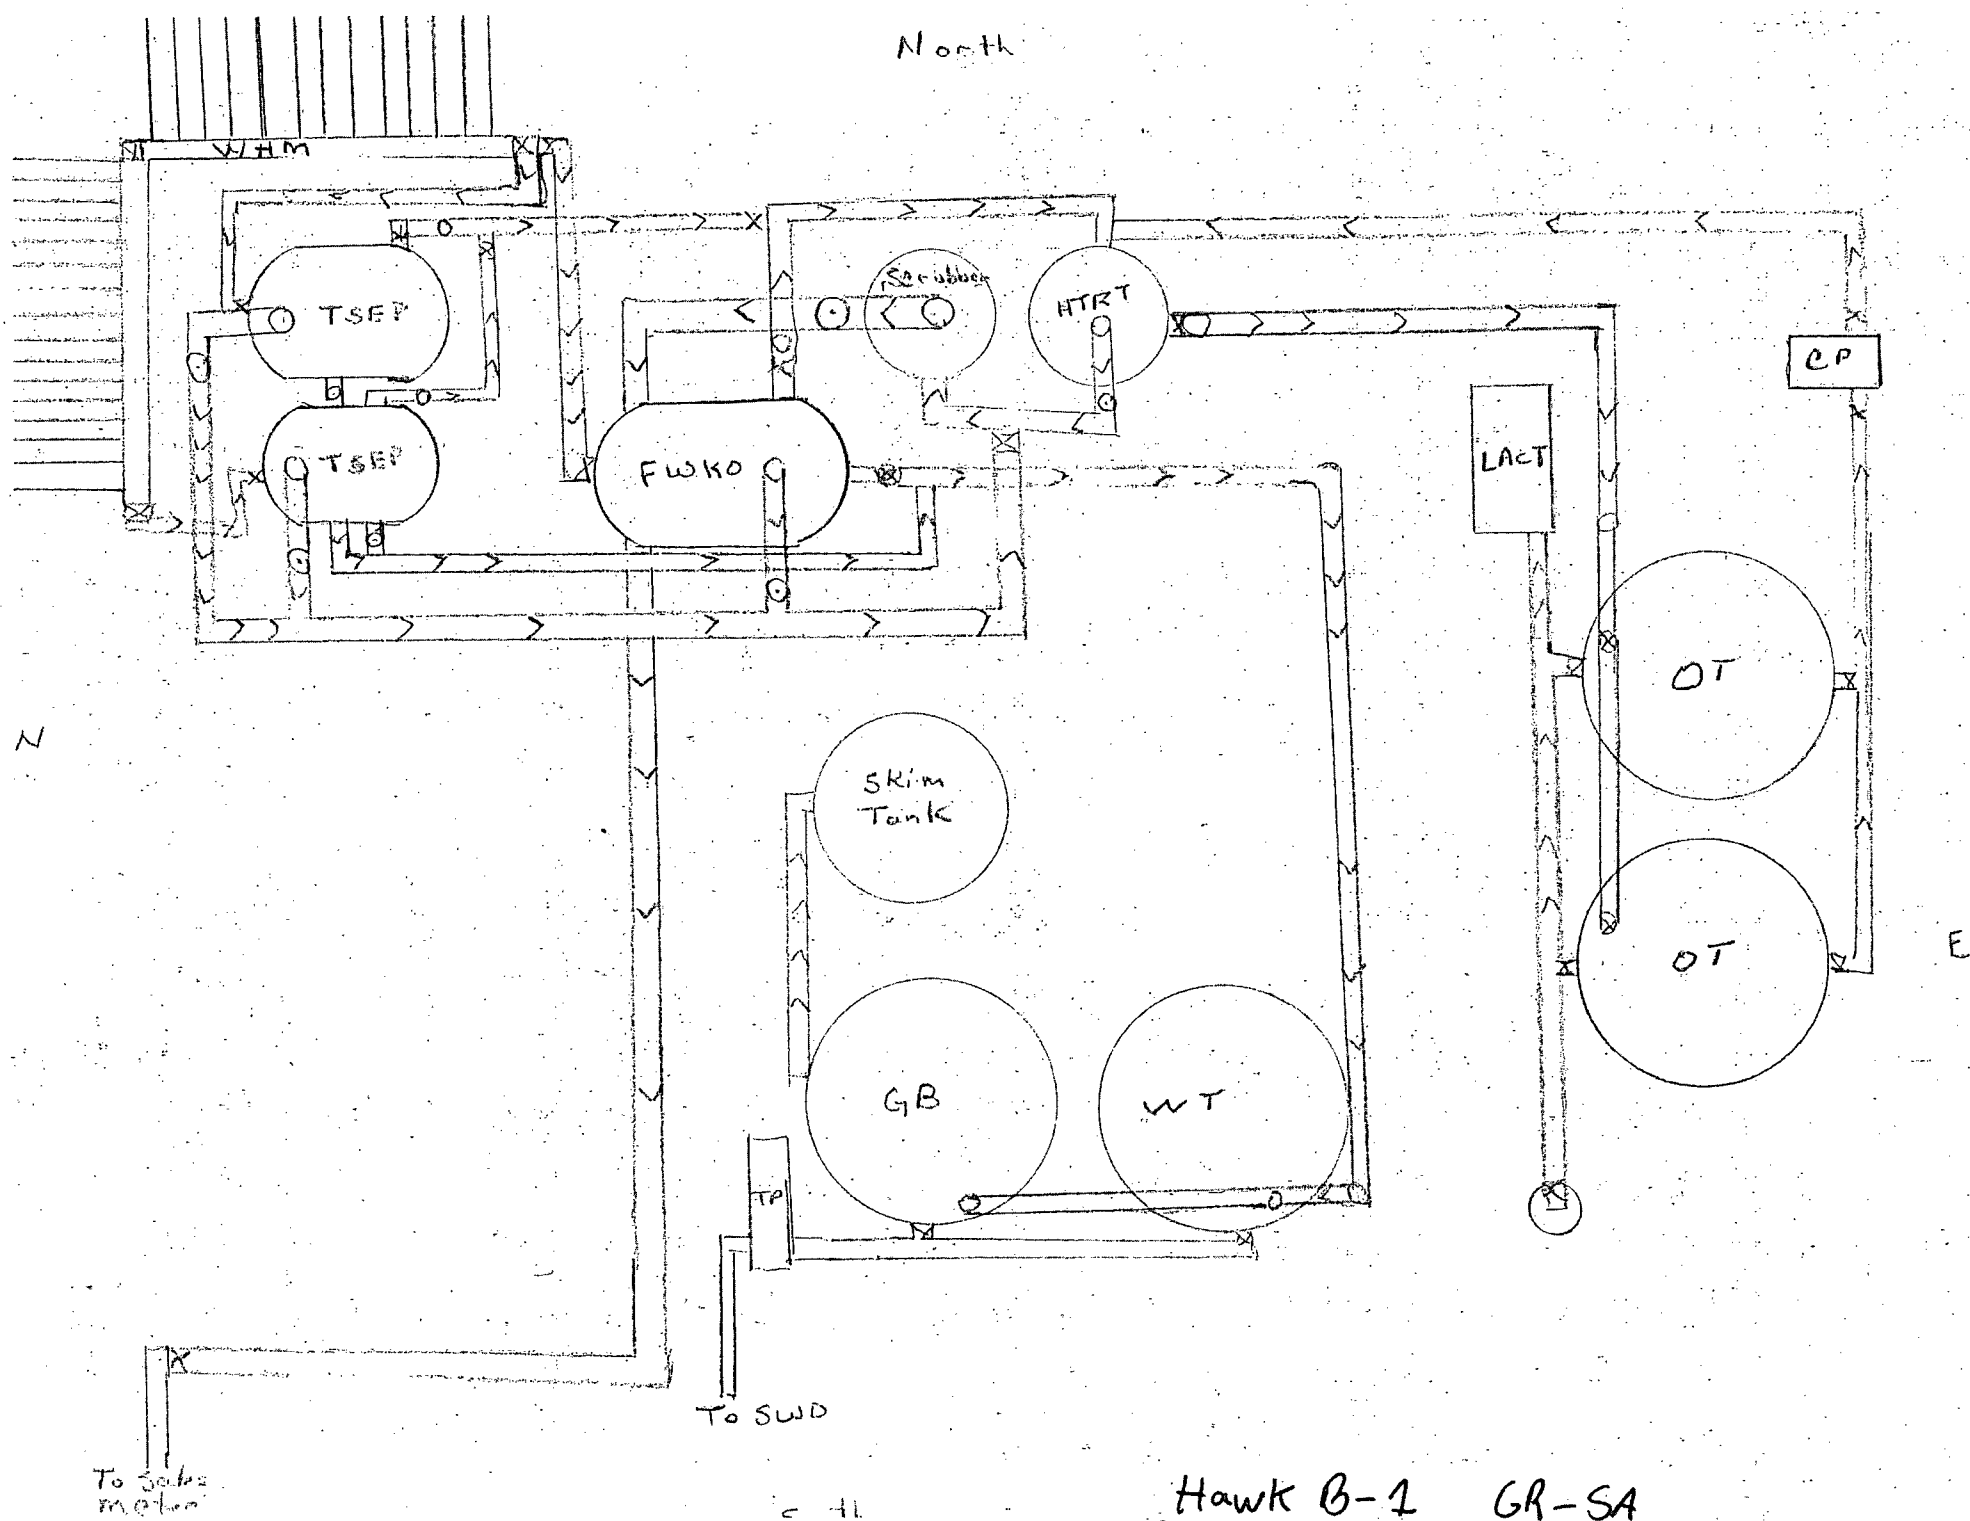 North
WHM
Scrubber
TSEP
HTRT
CP
LACT
TSEP
FWKO
OT
N
Skim
Tank
E
OT
GB
WT
TP
To SWD
To sales
meter
Hawk B-1 GR-SA